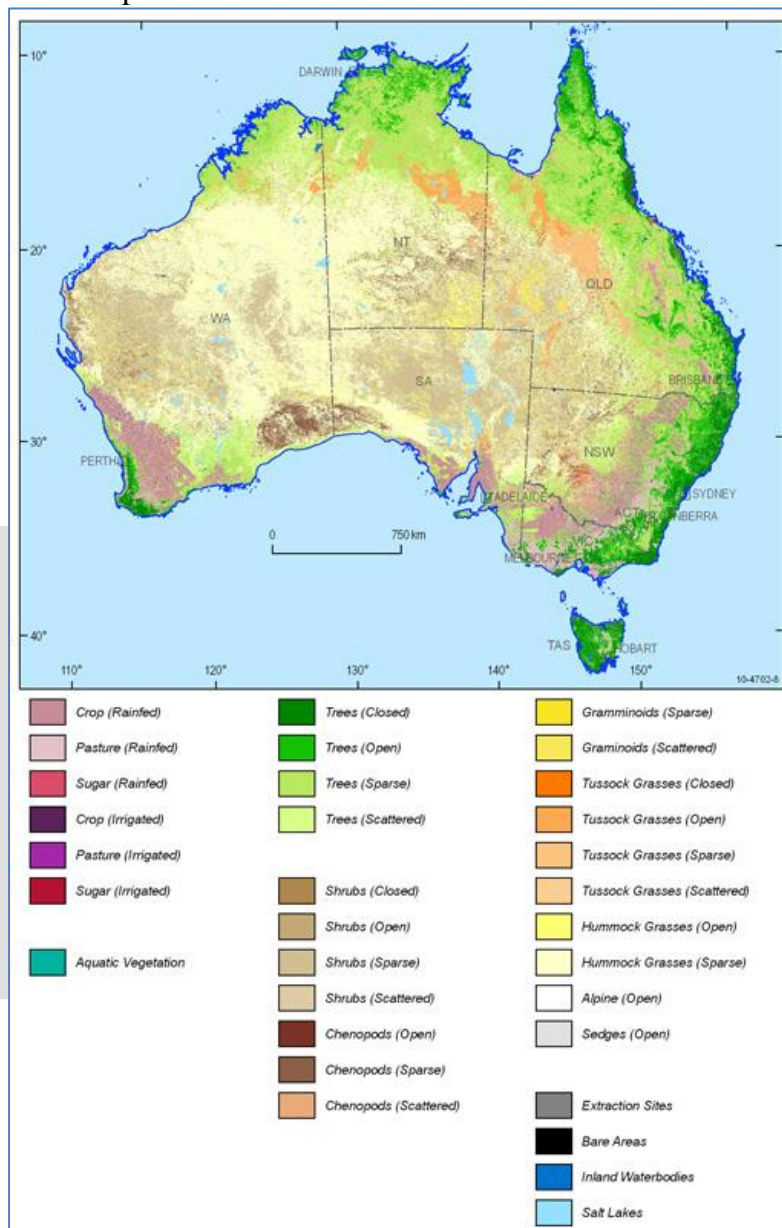 10°
DARWIN
20°
NT
QLD
WA
SA
BRISBANE
30°
NSW
PERTH
ADELAIDE
SYDNEY
ACT
CANBERRA
0
750 km
VIC
MELBOURNE
40°
TAS
HOBART
110°
120°
130°
140°
150°
10-4702-8
Crop (Rainfed)
Pasture (Rainfed)
Sugar (Rainfed)
Crop (Irrigated)
Pasture (Irrigated)
Sugar (Irrigated)
Aquatic Vegetation
Trees (Closed)
Trees (Open)
Trees (Sparse)
Trees (Scattered)
Shrubs (Closed)
Shrubs (Open)
Shrubs (Sparse)
Shrubs (Scattered)
Chenopods (Open)
Chenopods (Sparse)
Chenopods (Scattered)
Gramminoids (Sparse)
Graminoids (Scattered)
Tussock Grasses (Closed)
Tussock Grasses (Open)
Tussock Grasses (Sparse)
Tussock Grasses (Scattered)
Hummock Grasses (Open)
Hummock Grasses (Sparse)
Alpine (Open)
Sedges (Open)
Extraction Sites
Bare Areas
Inland Waterbodies
Salt Lakes